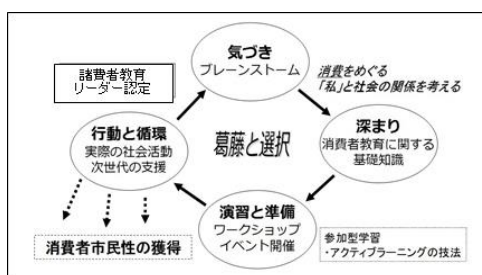 気づき
ブレーンストーム
諸費者教育
リーダー認定
消費をめぐる
「私」と社会の関係を考える
行動と循環
実際の社会活動
次世代の支援
葛藤と選択
深まり
消費者教育に関する
基礎知識
演習と準備
ワークショップ
イベント開催
消費者市民性の獲得
参加型学習
・アクティブラーニングの技法